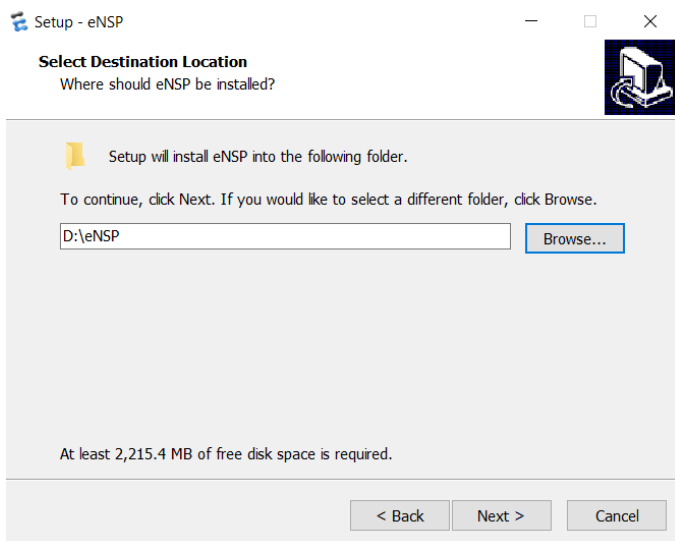 Setup - eNSP
Select Destination Location
Where should eNSP be installed?
Setup will install eNSP into the following folder.
To continue, click Next. If you would like to select a different folder, click Browse.
D:\eNSP
Browse...
At least 2,215.4 MB of free disk space is required.
< Back
Next >
Cancel